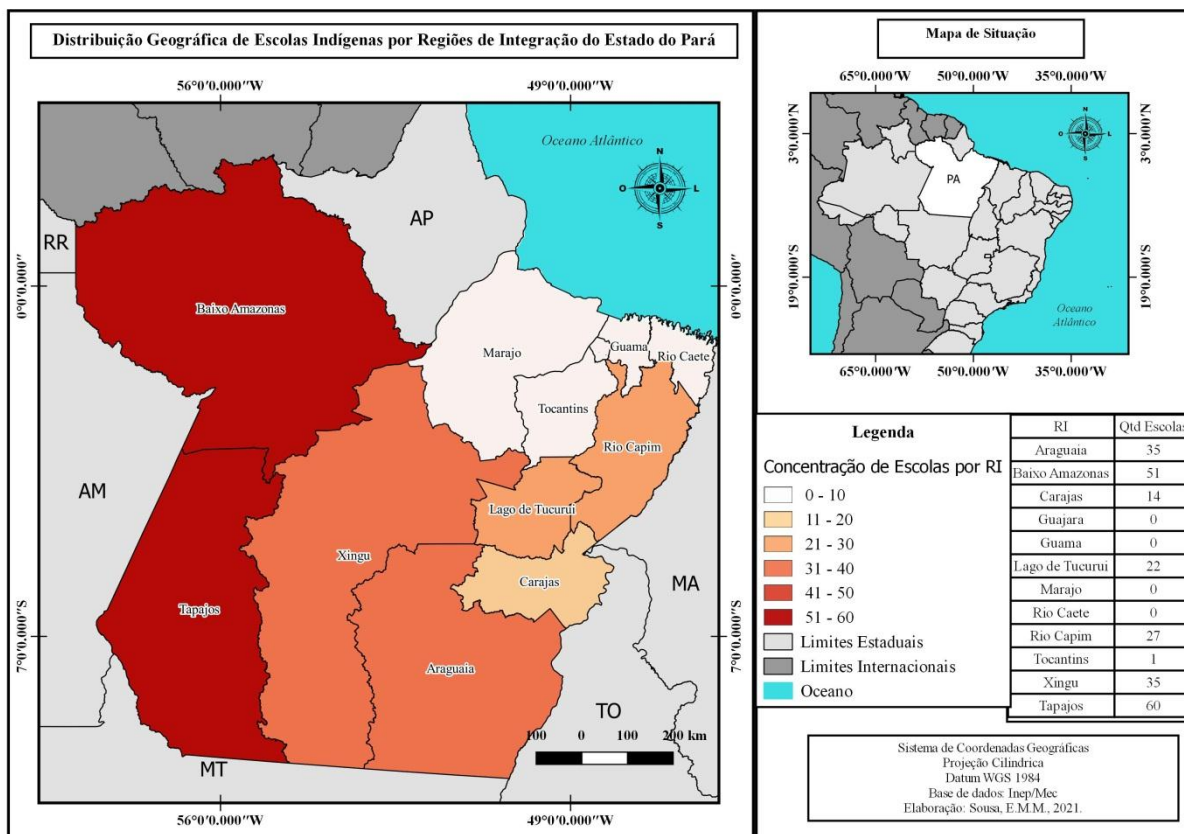 Distribuição Geográfica de Escolas Indígenas por Regiões de Integração do Estado do Pará
56°0'0.000"W 49°0'0.000"W
Oceano Atlântico
N
O L
S
AP
RR
0°0'0.000" 0°0'0.000"
Baixo Amazonas
Marajo
Guama
Rio Caete
Tocantins
Rio Capim
AM
Lago de Tucurui
Xingu
Carajas
MA
Tapajos
7°0'0.000"S 7°0'0.000"S
Araguaia
TO
100 0 100 200 km
MT
56°0'0.000"W 49°0'0.000"W
Mapa de Situação
65°0.000'W 50°0.000'W 35°0.000'W
3°0.000'N 3°0.000'N
N
O L
S
PA
19°0.000'S 19°0.000'S
Oceano
Atlântico
65°0.000'W 50°0.000'W 35°0.000'W
Legenda
Concentração de Escolas por RI
0 - 10
11 - 20
21 - 30
31 - 40
41 - 50
51 - 60
Limites Estaduais
Limites Internacionais
Oceano
RI Qtd Escolas
Araguaia 35
Baixo Amazonas 51
Carajas 14
Guajara 0
Guama 0
Lago de Tucurui 22
Marajo 0
Rio Caete 0
Rio Capim 27
Tocantins 1
Xingu 35
Tapajos 60
Sistema de Coordenadas Geográficas
Projeção Cilindrica
Datum WGS 1984
Base de dados: Inep/Mec
Elaboração: Sousa, E.M.M., 2021.